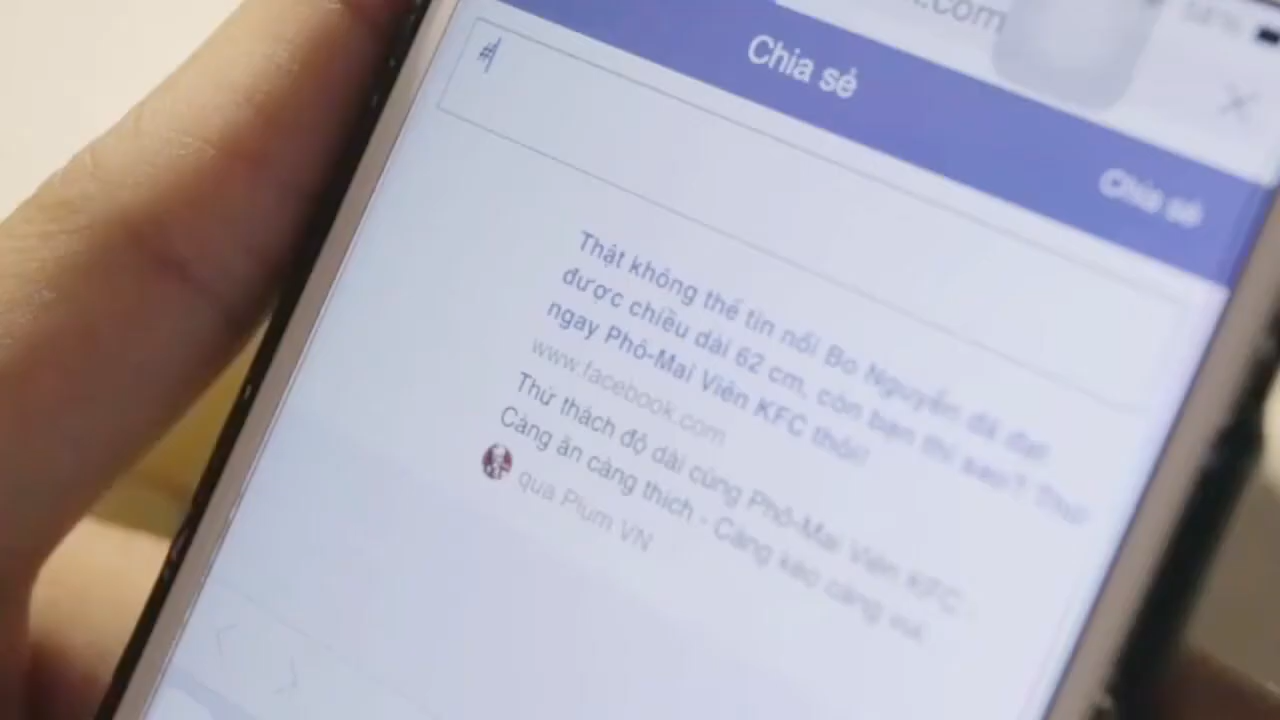 .com
Chia sẻ
Chia sẻ
#
Thật không thể tin nổi Bo Nguyễn đã đạt
được chiều dài 62 cm, còn bạn thì sao? Thử
ngay Phô-Mai Viên KFC thôi!
www.facebook.com
Thử thách độ dài cùng Phô-Mai Viên KFC -
Càng ăn càng thích - Càng kéo càng vui.
qua Plum VN